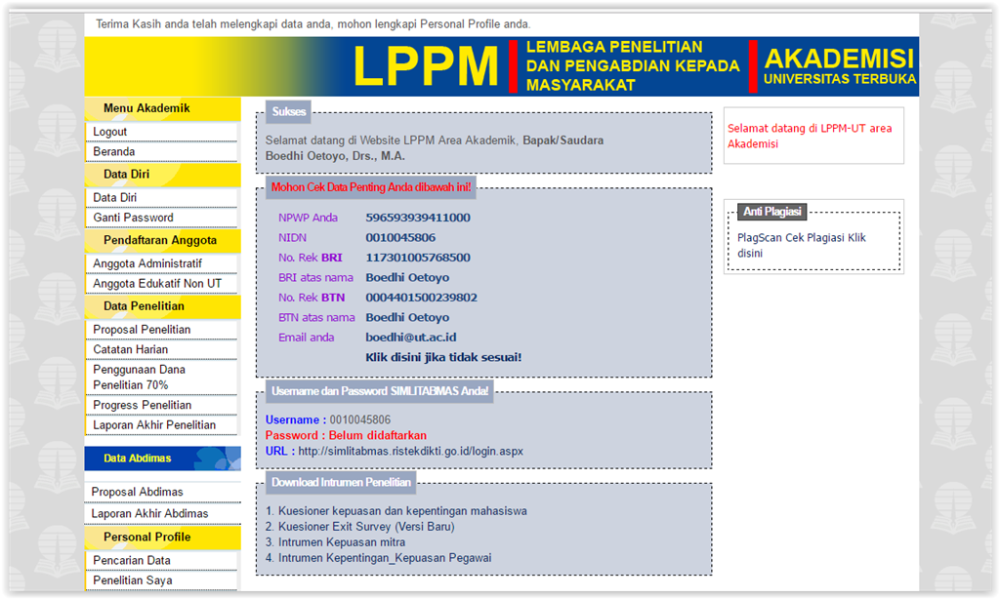 Terima Kasih anda telah melengkapi data anda, mohon lengkapi Personal Profile anda.
LPPM
LEMBAGA PENELITIAN
DAN PENGABDIAN KEPADA
MASYARAKAT
AKADEMISI
UNIVERSITAS TERBUKA
Menu Akademik
Logout
Beranda
Data Diri
Data Diri
Ganti Password
Pendaftaran Anggota
Anggota Administratif
Anggota Edukatif Non UT
Data Penelitian
Proposal Penelitian
Catatan Harian
Penggunaan Dana
Penelitian 70%
Progress Penelitian
Laporan Akhir Penelitian
Data Abdimas
Proposal Abdimas
Laporan Akhir Abdimas
Personal Profile
Pencarian Data
Penelitian Saya
Sukses
Selamat datang di Website LPPM Area Akademik, Bapak/Saudara
Boedhi Oetoyo, Drs., M.A.
Mohon Cek Data Penting Anda dibawah ini!
NPWP Anda 596593939411000
NIDN 0010045806
No. Rek BRI 117301005768500
BRI atas nama Boedhi Oetoyo
No. Rek BTN 0004401500239802
BTN atas nama Boedhi Oetoyo
Email anda boedhi@ut.ac.id
Klik disini jika tidak sesuai!
Username dan Password SIMLITABMAS Anda!
Username : 0010045806
Password : Belum didaftarkan
URL : http://simlitabmas.ristekdikti.go.id/login.aspx
Download Intrumen Penelitian
1. Kuesioner kepuasan dan kepentingan mahasiswa
2. Kuesioner Exit Survey (Versi Baru)
3. Intrumen Kepuasan mitra
4. Intrumen Kepentingan_Kepuasan Pegawai
Selamat datang di LPPM-UT area
Akademisi
Anti Plagiasi
PlagScan Cek Plagiasi Klik
disini